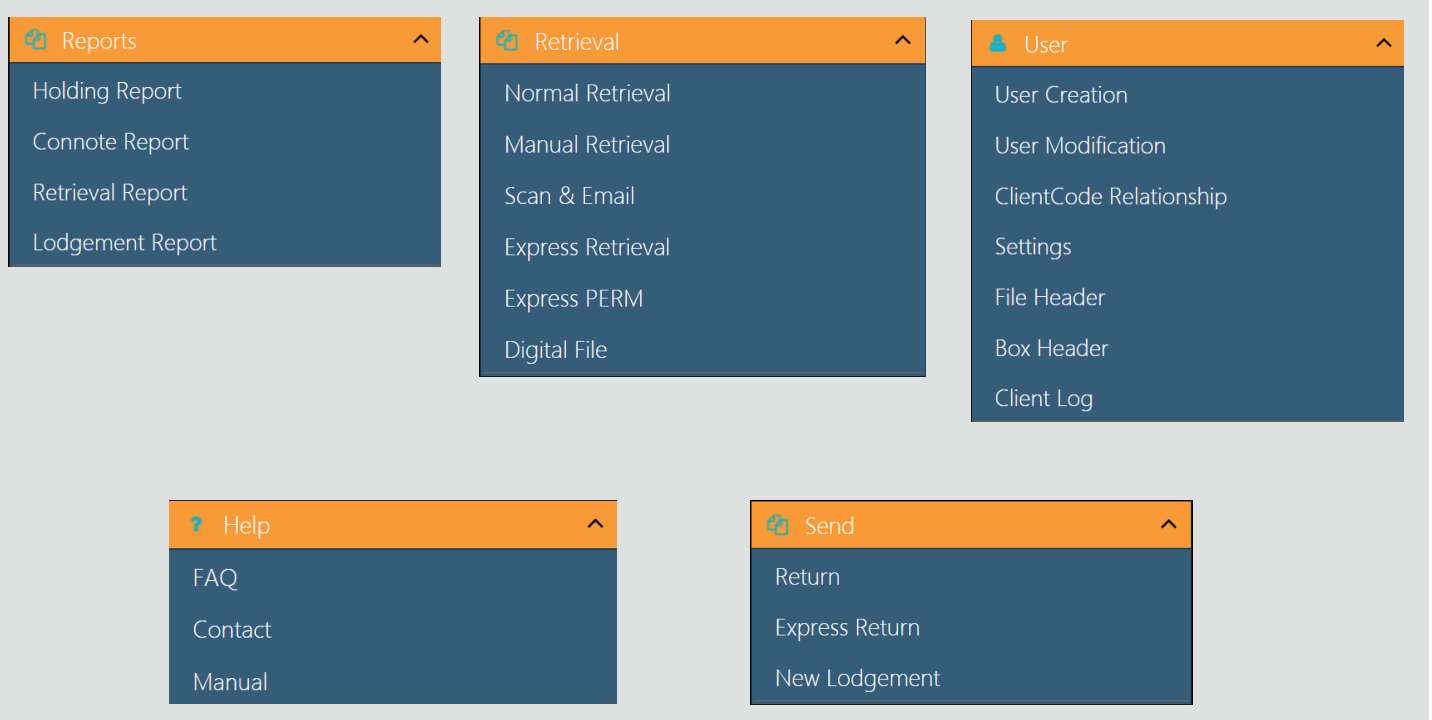 Reports
Holding Report
Connote Report
Retrieval Report
Lodgement Report
Retrieval
Normal Retrieval
Manual Retrieval
Scan & Email
Express Retrieval
Express PERM
Digital File
User
User Creation
User Modification
ClientCode Relationship
Settings
File Header
Box Header
Client Log
? Help
FAQ
Contact
Manual
Send
Return
Express Return
New Lodgement